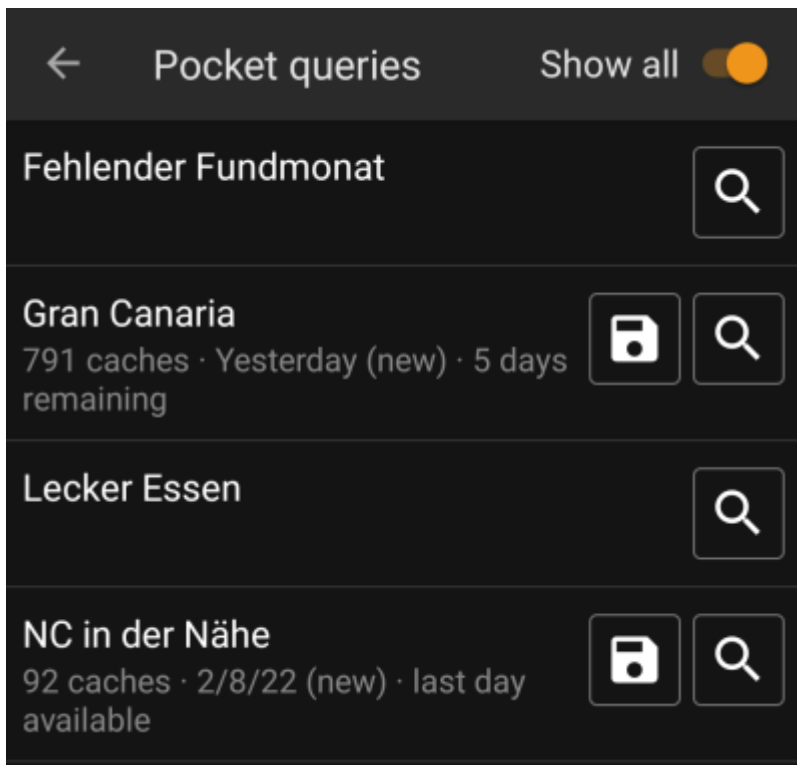 Pocket queries Show all
Fehlender Fundmonat
Gran Canaria
791 caches · Yesterday (new) · 5 days
remaining
Lecker Essen
NC in der Nähe
92 caches · 2/8/22 (new) · last day
available